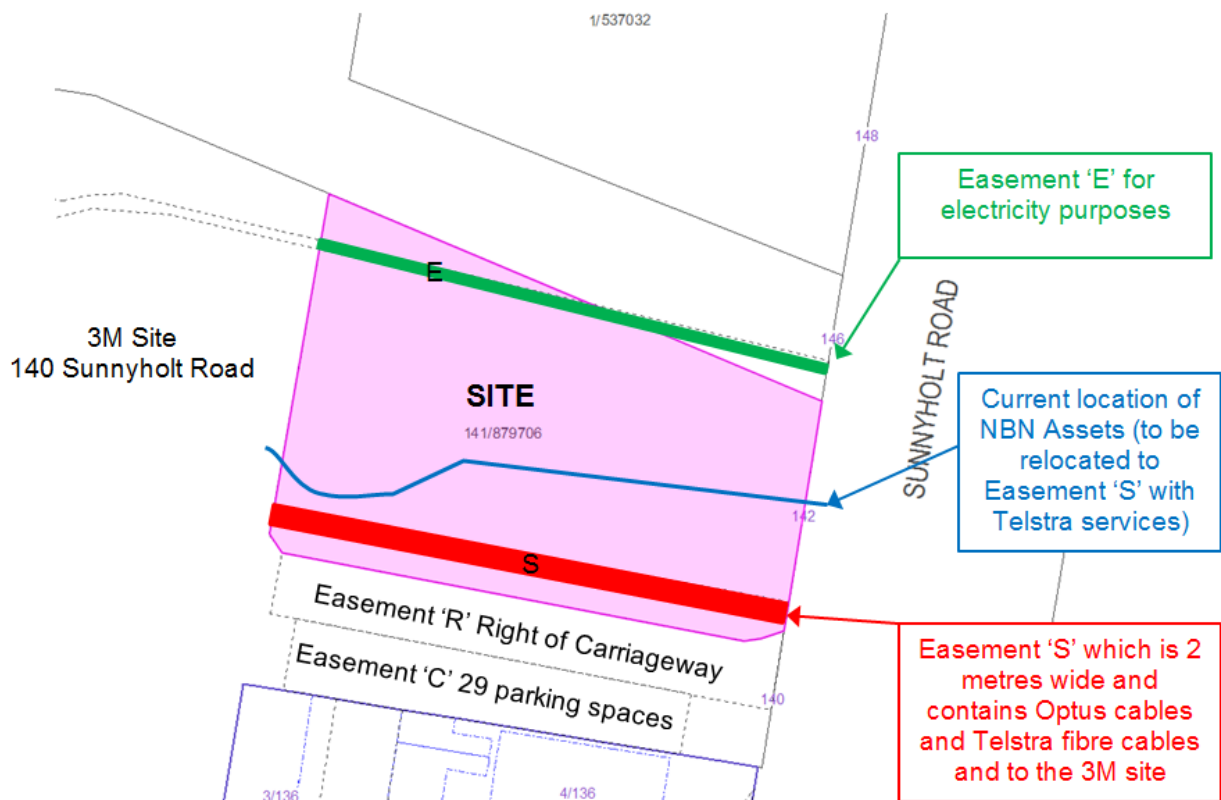 1/537032
148
Easement ‘E’ for
electricity purposes
E
146
3M Site
140 Sunnyholt Road
SITE
141/879706
SUNNYHOLT ROAD
Current location of
NBN Assets (to be
relocated to
Easement ‘S’ with
Telstra services)
142
S
Easement ‘R’ Right of Carriageway
Easement ‘C’ 29 parking spaces
140
Easement ‘S’ which is 2
metres wide and
contains Optus cables
and Telstra fibre cables
and to the 3M site
3/136
4/136